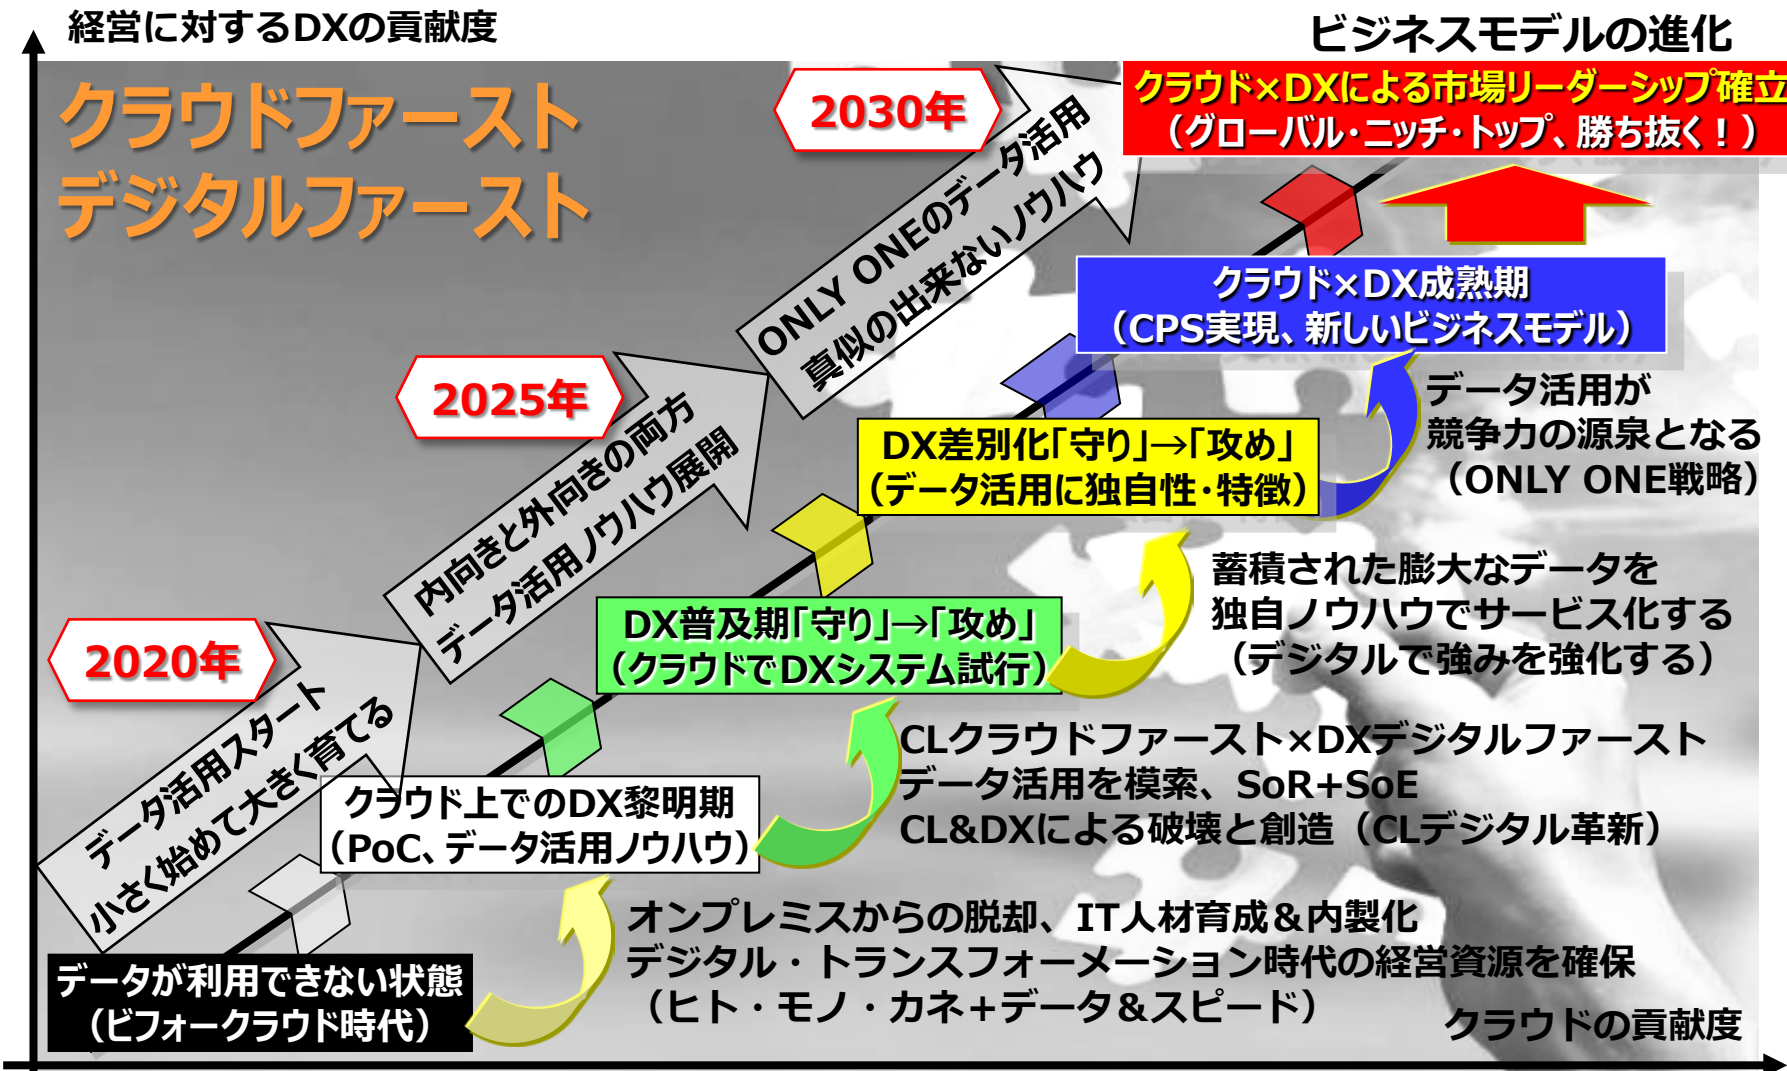 経営に対するDXの貢献度
ビジネスモデルの進化
クラウドファースト
デジタルファースト
2030年
クラウド×DXによる市場リーダーシップ確立
（グローバル・ニッチ・トップ、勝ち抜く！）
ONLY ONEのデータ活用
真似の出来ないノウハウ
クラウド×DX成熟期
（CPS実現、新しいビジネスモデル）
2025年
内向きと外向きの両方
データ活用ノウハウ展開
データ活用が
競争力の源泉となる
（ONLY ONE戦略）
DX差別化「守り」→「攻め」
（データ活用に独自性・特徴）
蓄積された膨大なデータを
独自ノウハウでサービス化する
（デジタルで強みを強化する）
DX普及期「守り」→「攻め」
（クラウドでDXシステム試行）
2020年
データ活用スタート
小さく始めて大きく育てる
CLクラウドファースト×DXデジタルファースト
データ活用を模索、SoR+SoE
CL&DXによる破壊と創造（CLデジタル革新）
クラウド上でのDX黎明期
（PoC、データ活用ノウハウ）
オンプレミスからの脱却、IT人材育成＆内製化
デジタル・トランスフォーメーション時代の経営資源を確保
（ヒト・モノ・カネ+データ＆スピード）
データが利用できない状態
（ビフォークラウド時代）
クラウドの貢献度